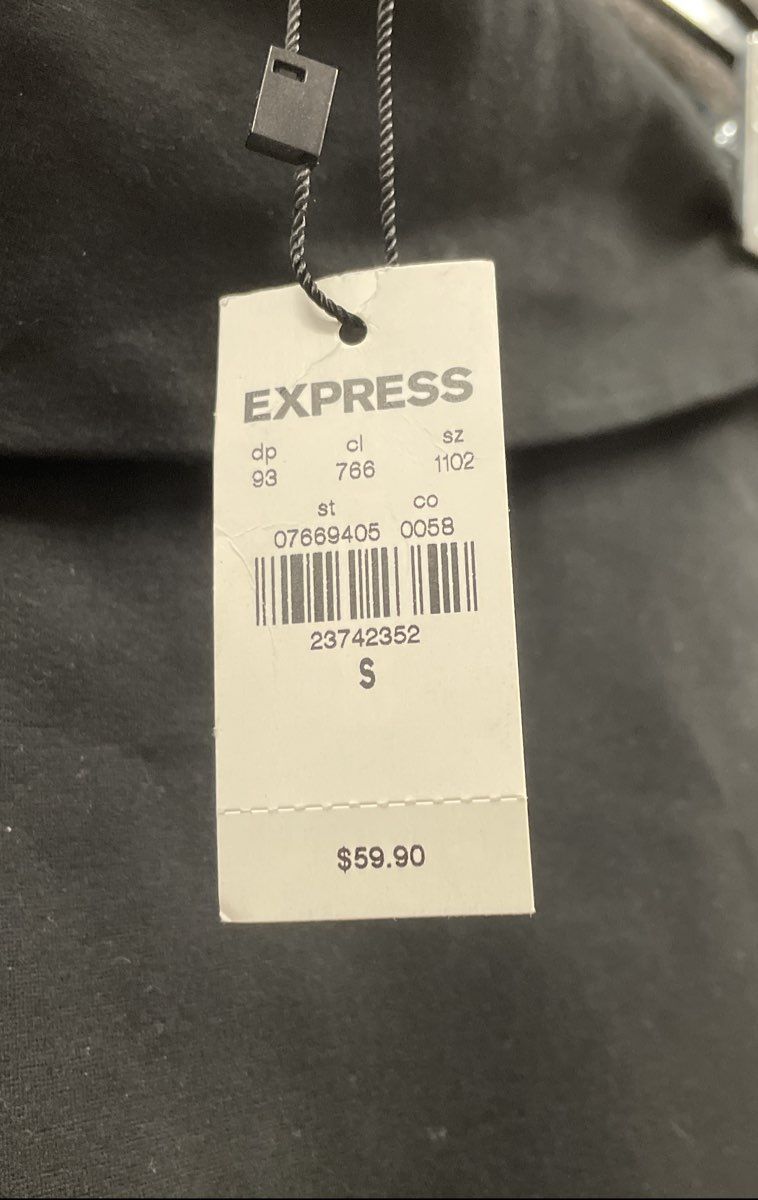 EXPRESS
dp cl sz
93 766 1102
st co
07669405 0058
23742352
S
$59.90